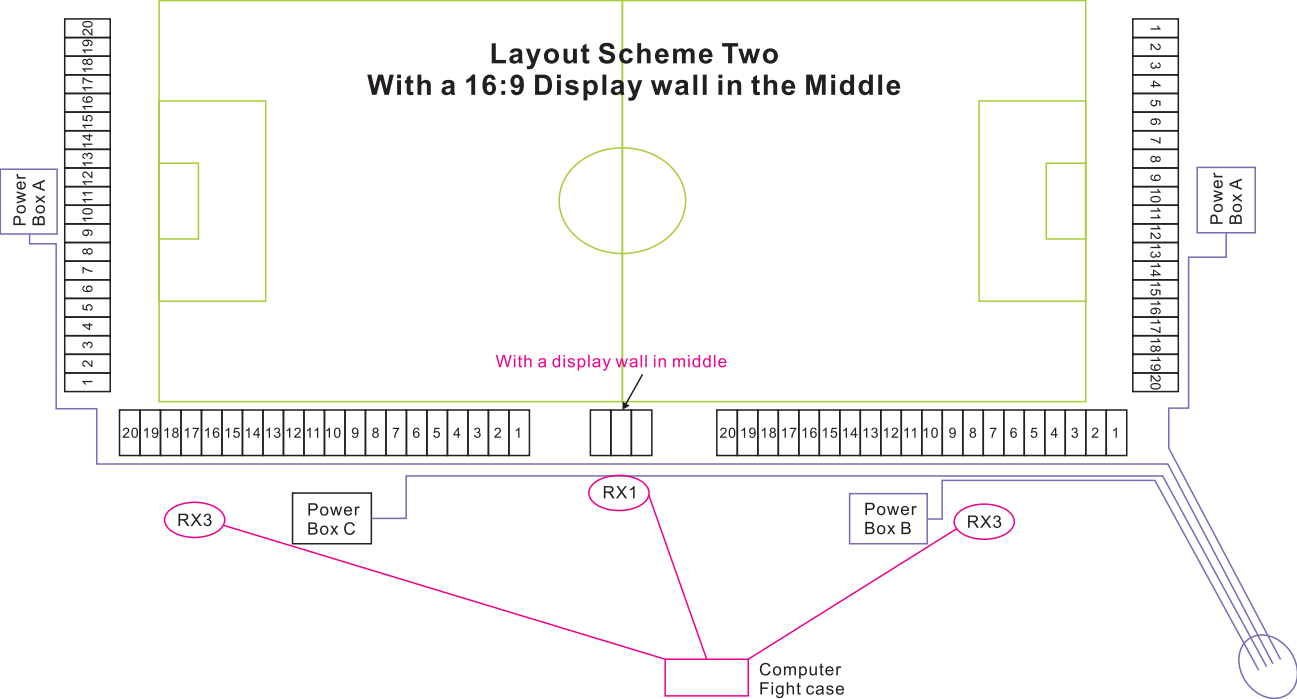 Layout Scheme Two
With a 16:9 Display wall in the Middle
20
19
18
17
16
15
14
13
12
11
10
9
8
7
6
5
4
3
2
1
Power
Box A
1
2
3
4
5
6
7
8
9
10
11
12
13
14
15
16
17
18
19
20
Power
Box A
With a display wall in middle
20 19 18 17 16 15 14 13 12 11 10 9 8 7 6 5 4 3 2 1
20 19 18 17 16 15 14 13 12 11 10 9 8 7 6 5 4 3 2 1
RX3
Power
Box C
RX1
Power
Box B
RX3
Computer
Fight case